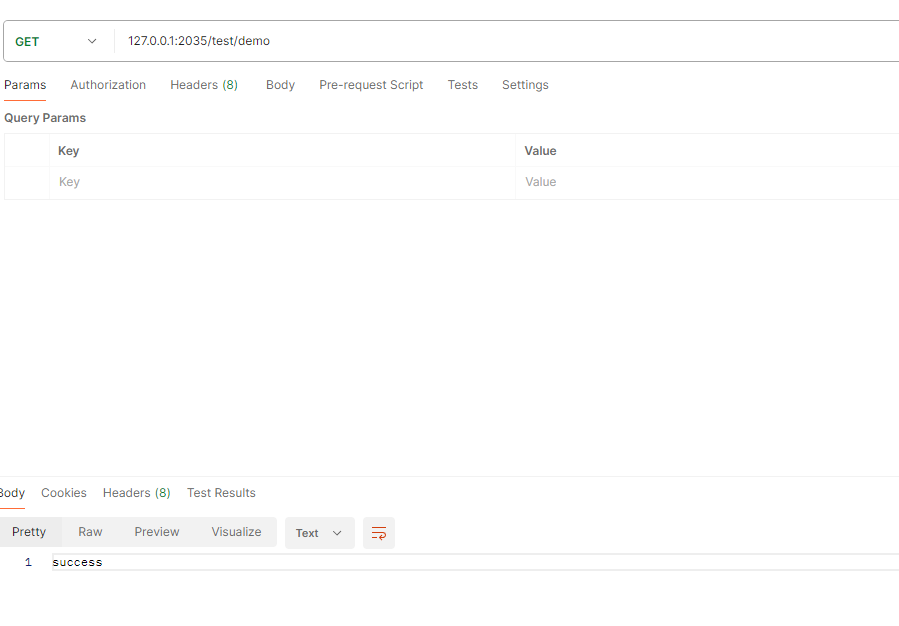 GET 127.0.0.1:2035/test/demo
Params Authorization Headers (8) Body Pre-request Script Tests Settings
Query Params
Key Value
Key Value
Body Cookies Headers (8) Test Results
Pretty Raw Preview Visualize Text
1 success